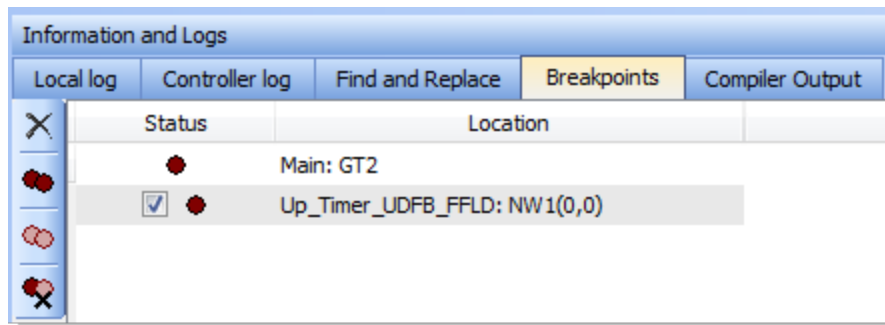 Information and Logs
Local log Controller log Find and Replace Breakpoints Compiler Output
Status Location
Main: GT2
Up_Timer_UDFB_FFLD: NW1(0,0)